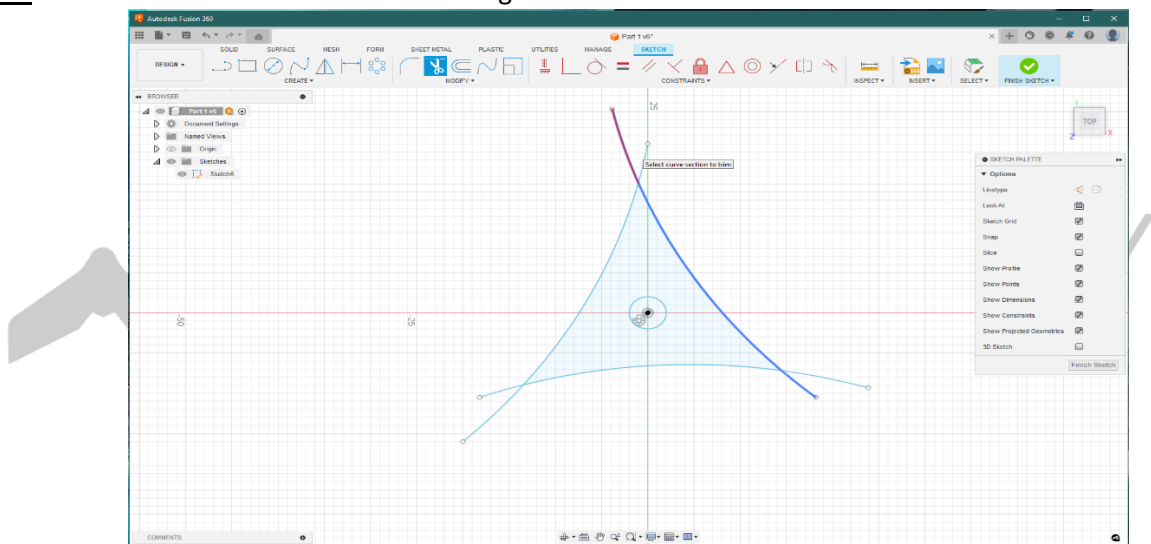 Autodesk Fusion 360
Part 1 v6*
SOLID SURFACE MESH FORM SHEET METAL PLASTIC UTILITIES MANAGE SKETCH
DESIGN
CREATE MODIFY CONSTRAINTS INSPECT INSERT SELECT FINISH SKETCH
BROWSER
Part 1 v6
Document Settings
Named Views
Origin
Sketches
25
Select curve section to trim
Y
TOP
X
Z
SKETCH PALETTE
Options
Linetype
Look At
Sketch Grid
Snap
Slice
Show Profile
Show Points
Show Dimensions
Show Constraints
Show Projected Geometries
3D Sketch
Finish Sketch
-50
-25
COMMENTS